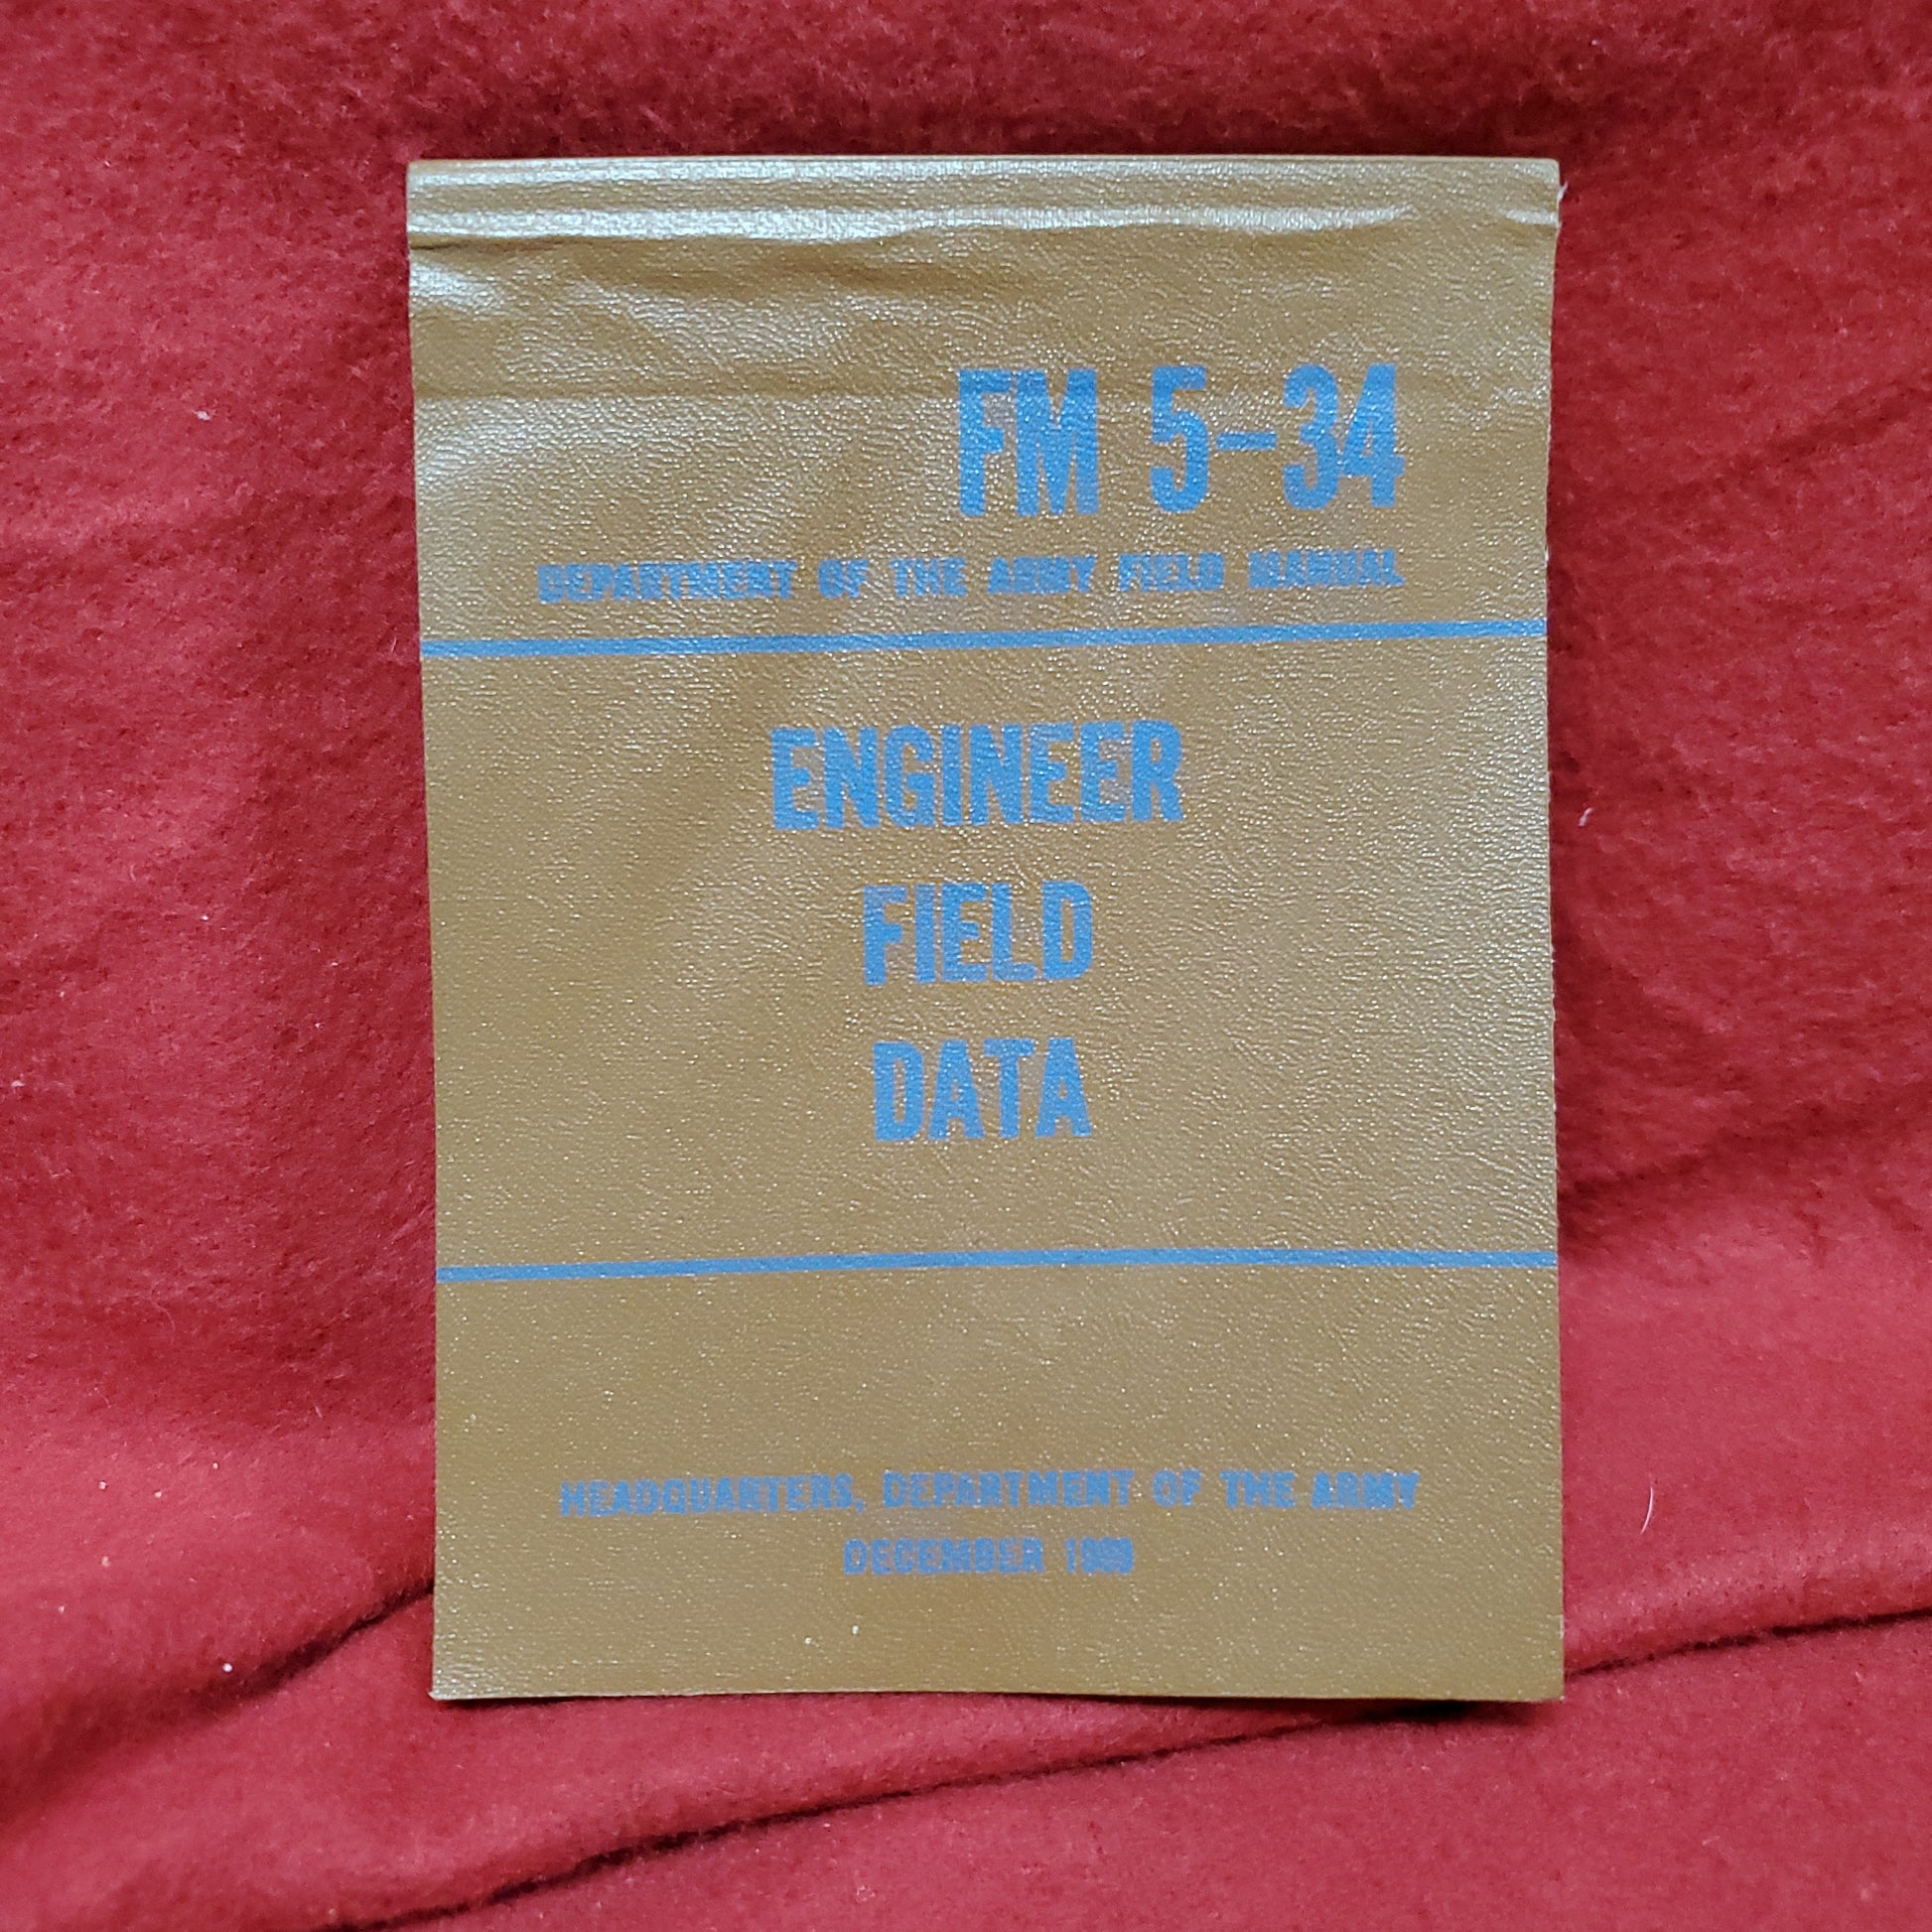 FM 5-34
DEPARTMENT OF THE ARMY FIELD MANUAL
ENGINEER
FIELD
DATA
HEADQUARTERS, DEPARTMENT OF THE ARMY
DECEMBER